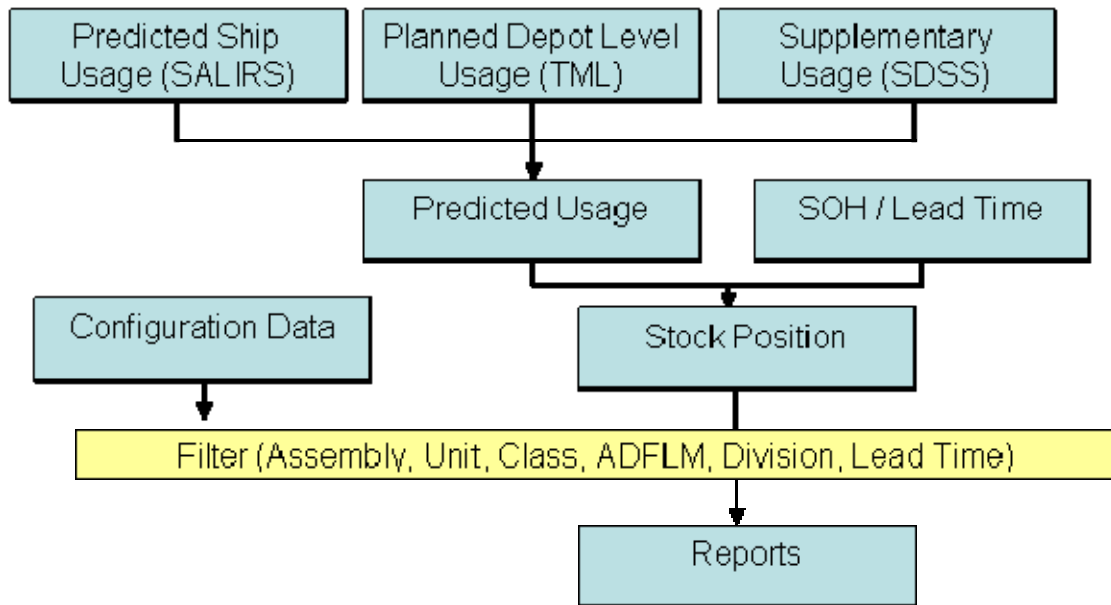 Predicted Ship
Usage (SALIRS)
Planned Depot Level
Usage (TML)
Supplementary
Usage (SDSS)
Predicted Usage
SOH / Lead Time
Configuration Data
Stock Position
Filter (Assembly, Unit, Class, ADFLM, Division, Lead Time)
Reports